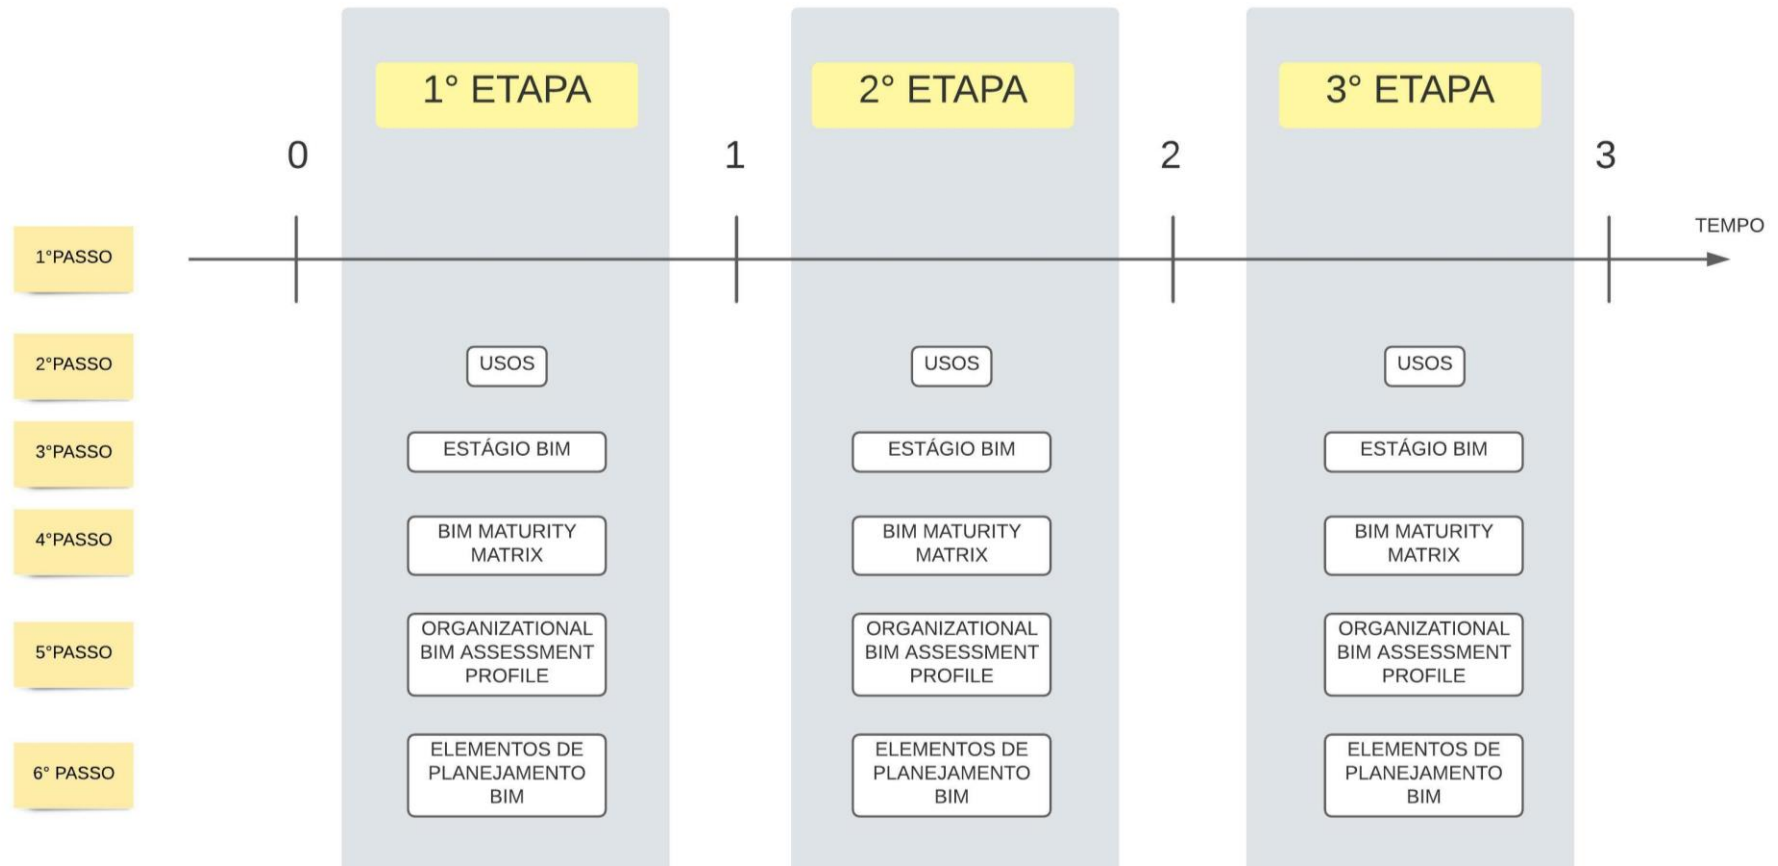 1° ETAPA
2° ETAPA
3° ETAPA
0
1
2
3
TEMPO
1°PASSO
2°PASSO
USOS
USOS
USOS
3°PASSO
ESTÁGIO BIM
ESTÁGIO BIM
ESTÁGIO BIM
4°PASSO
BIM MATURITY
MATRIX
BIM MATURITY
MATRIX
BIM MATURITY
MATRIX
5°PASSO
ORGANIZATIONAL
BIM ASSESSMENT
PROFILE
ORGANIZATIONAL
BIM ASSESSMENT
PROFILE
ORGANIZATIONAL
BIM ASSESSMENT
PROFILE
6° PASSO
ELEMENTOS DE
PLANEJAMENTO
BIM
ELEMENTOS DE
PLANEJAMENTO
BIM
ELEMENTOS DE
PLANEJAMENTO
BIM